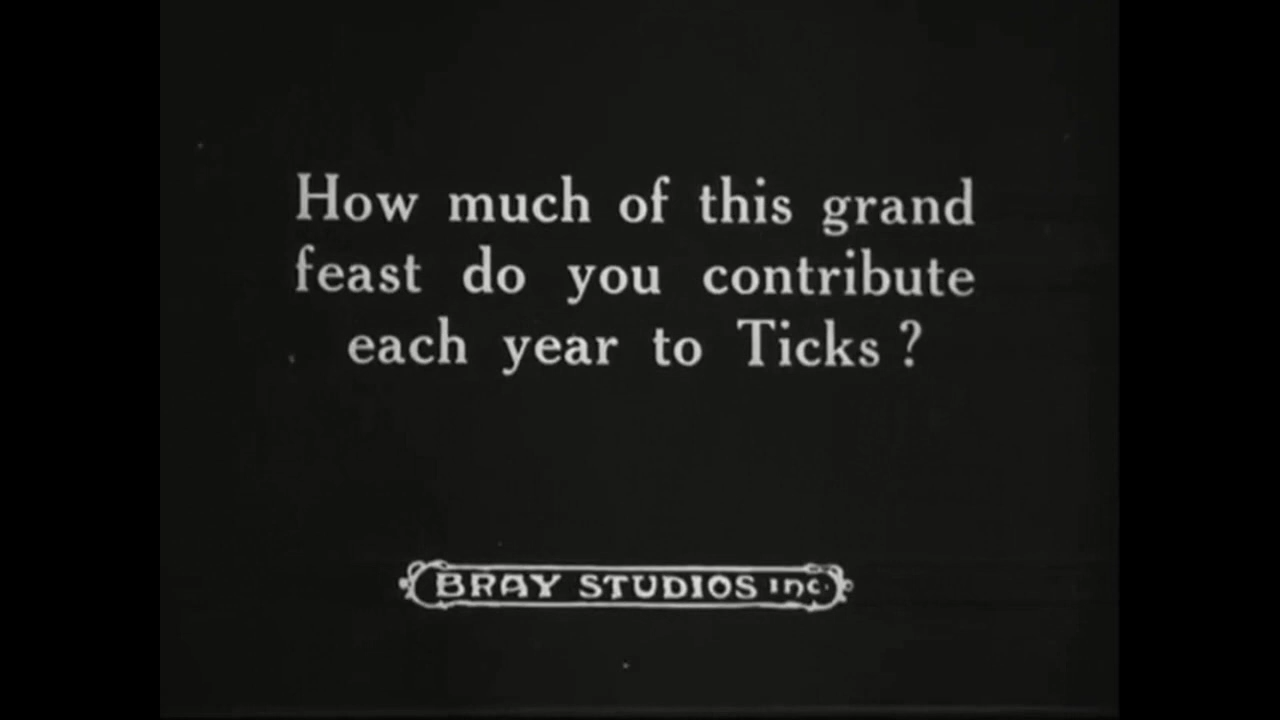 How much of this grand
feast do you contribute
each year to Ticks ?
BRAY STUDIOS inc.